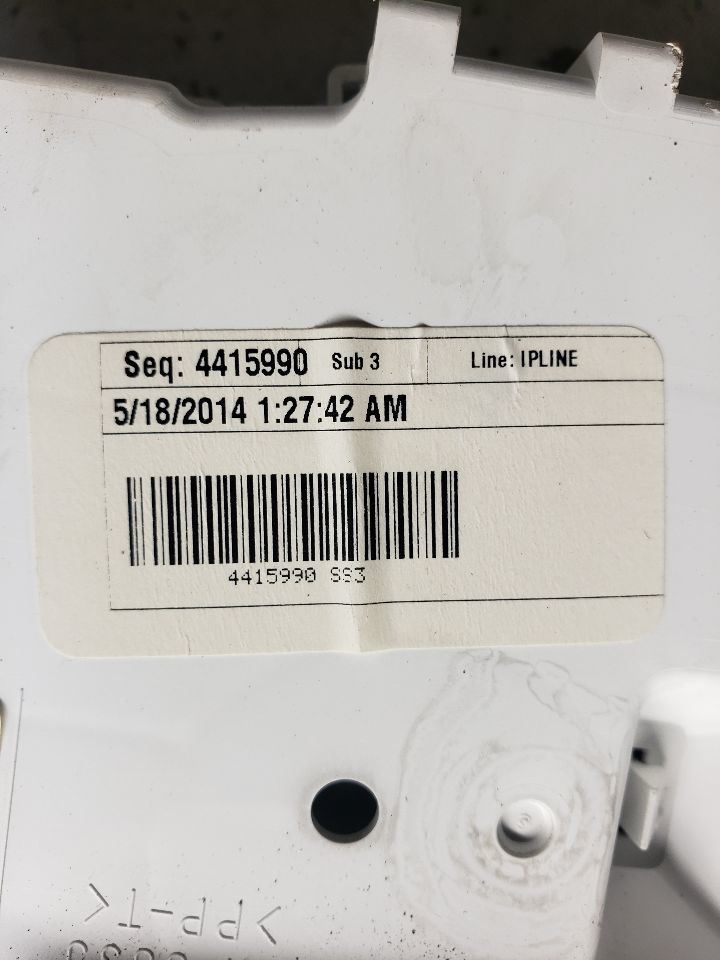 Seq: 4415990 Sub 3 Line: IPLINE
5/18/2014 1:27:42 AM
4415990 SS3
>PP-T<